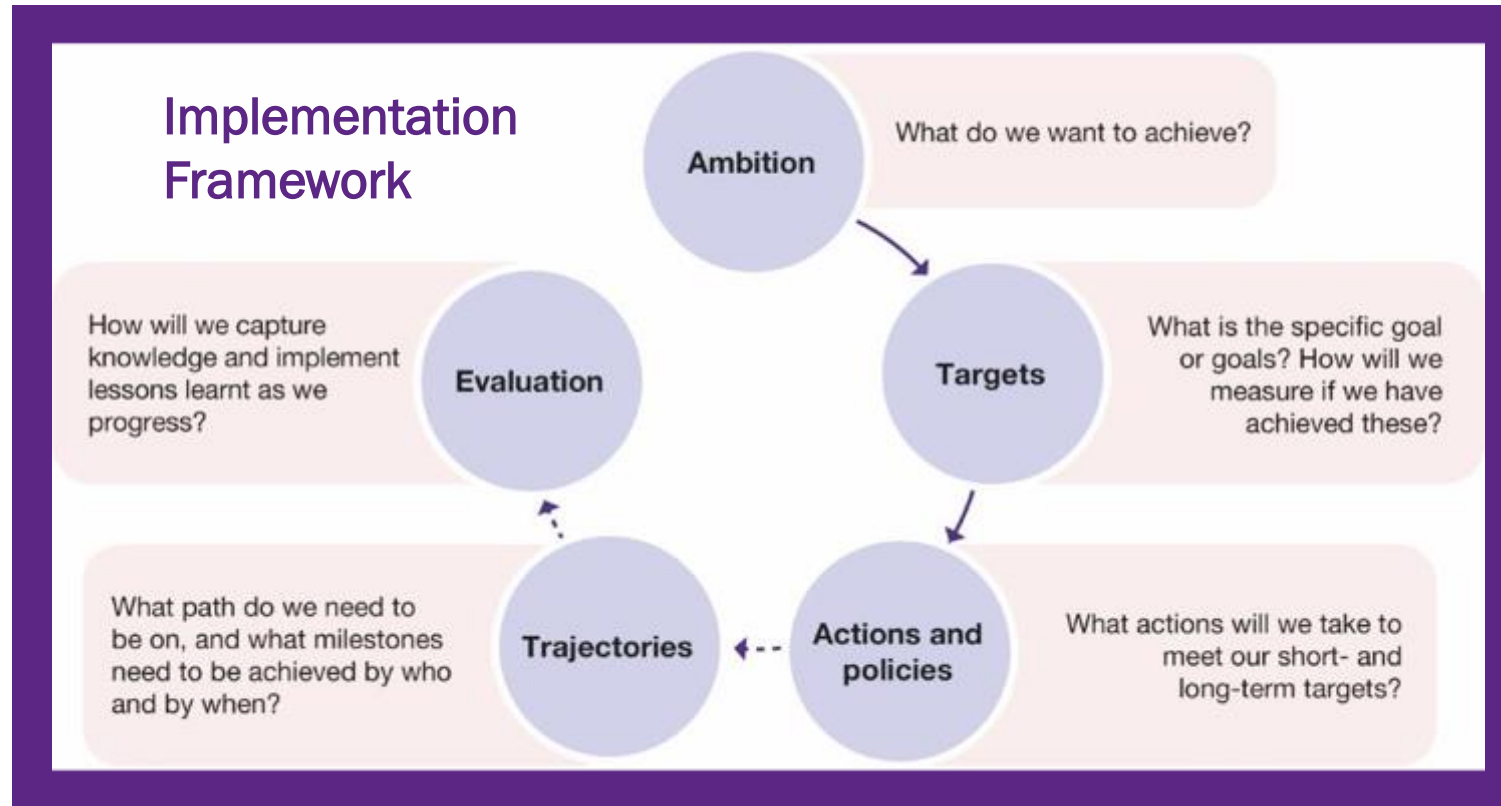 Implementation
Framework
Ambition
What do we want to achieve?
Targets
What is the specific goal
or goals? How will we
measure if we have
achieved these?
Actions and
policies
What actions will we take to
meet our short- and
long-term targets?
Trajectories
What path do we need to
be on, and what milestones
need to be achieved by who
and by when?
Evaluation
How will we capture
knowledge and implement
lessons learnt as we
progress?